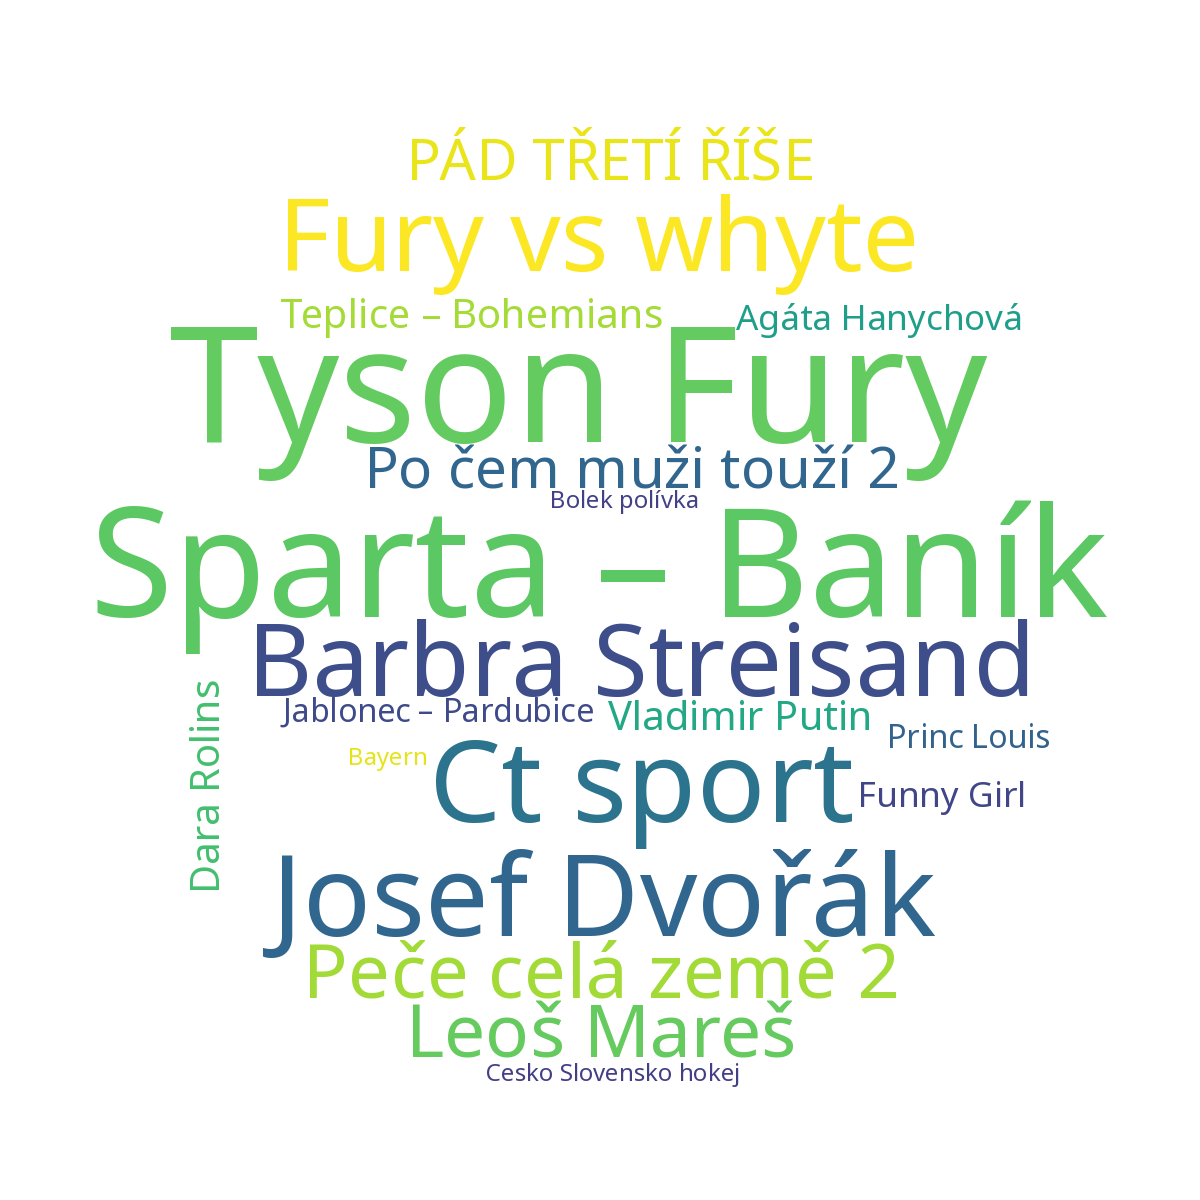 PÁD TŘETÍ ŘÍŠE
Fury vs whyte
Teplice – Bohemians
Agáta Hanychová
Tyson Fury
Po čem muži touží 2
Bolek polívka
Sparta – Baník
Barbra Streisand
Jablonec – Pardubice
Vladimir Putin
Princ Louis
Dara Rolins
Bayern
Ct sport
Funny Girl
Josef Dvořák
Peče celá země 2
Leoš Mareš
Cesko Slovensko hokej